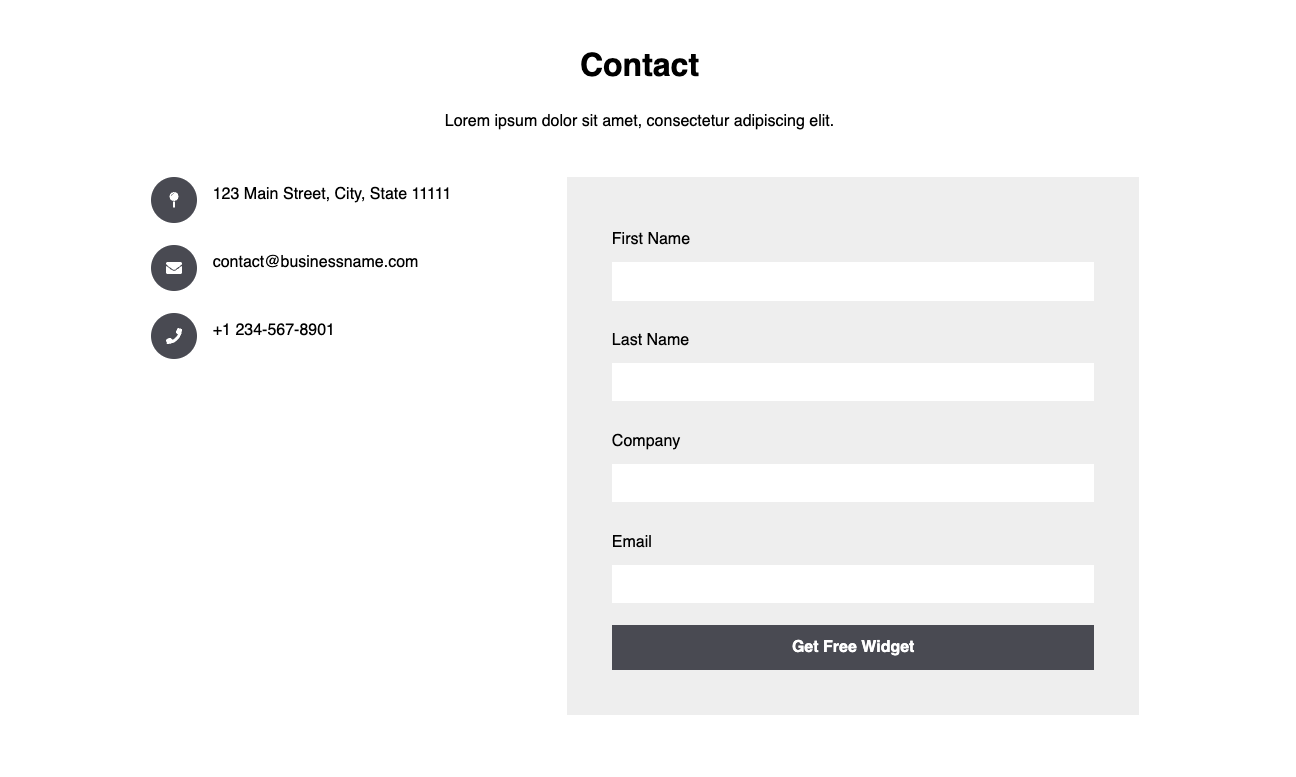 Contact
Lorem ipsum dolor sit amet, consectetur adipiscing elit.
123 Main Street, City, State 11111
contact@businessname.com
+1 234-567-8901
First Name
Last Name
Company
Email
Get Free Widget